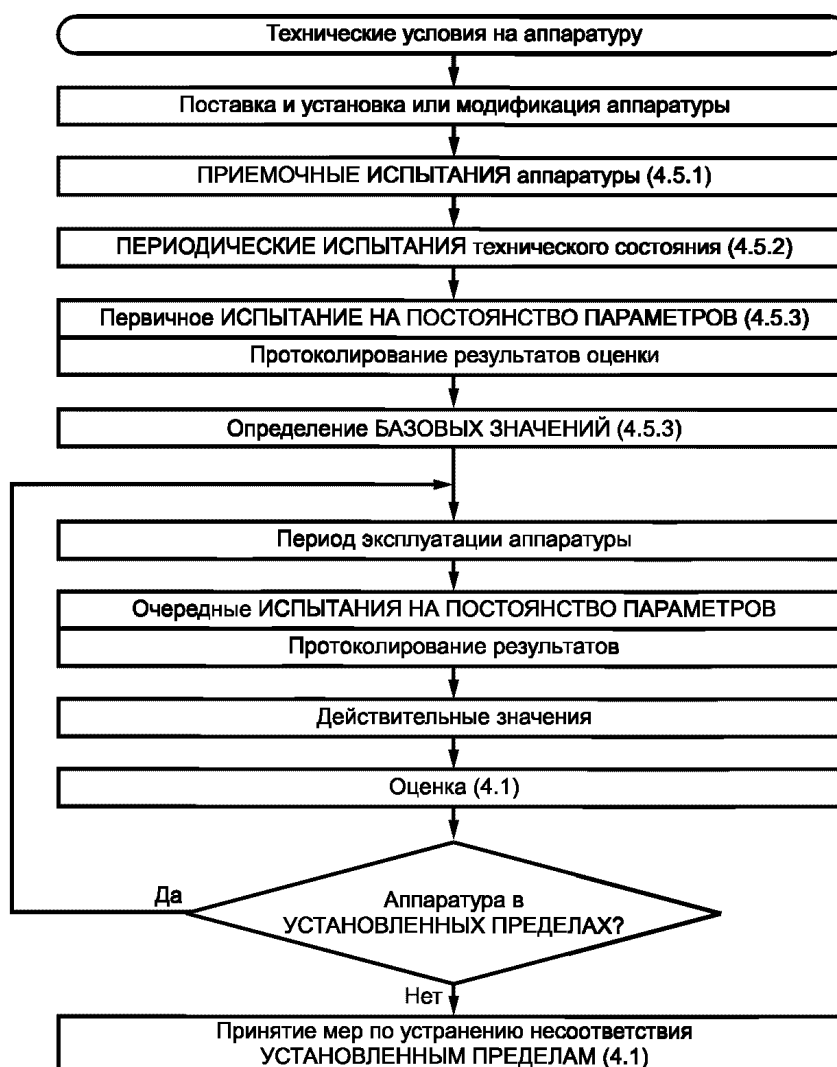 Технические условия на аппаратуру
Поставка и установка или модификация аппаратуры
ПРИЕМОЧНЫЕ ИСПЫТАНИЯ аппаратуры (4.5.1)
ПЕРИОДИЧЕСКИЕ ИСПЫТАНИЯ технического состояния (4.5.2)
Первичное ИСПЫТАНИЕ НА ПОСТОЯНСТВО ПАРАМЕТРОВ (4.5.3)
Протоколирование результатов оценки
Определение БАЗОВЫХ ЗНАЧЕНИЙ (4.5.3)
Период эксплуатации аппаратуры
Очередные ИСПЫТАНИЯ НА ПОСТОЯНСТВО ПАРАМЕТРОВ
Протоколирование результатов
Действительные значения
Оценка (4.1)
Да
Аппаратура в
УСТАНОВЛЕННЫХ ПРЕДЕЛАХ?
Нет
Принятие мер по устранению несоответствия
УСТАНОВЛЕННЫМ ПРЕДЕЛАМ (4.1)